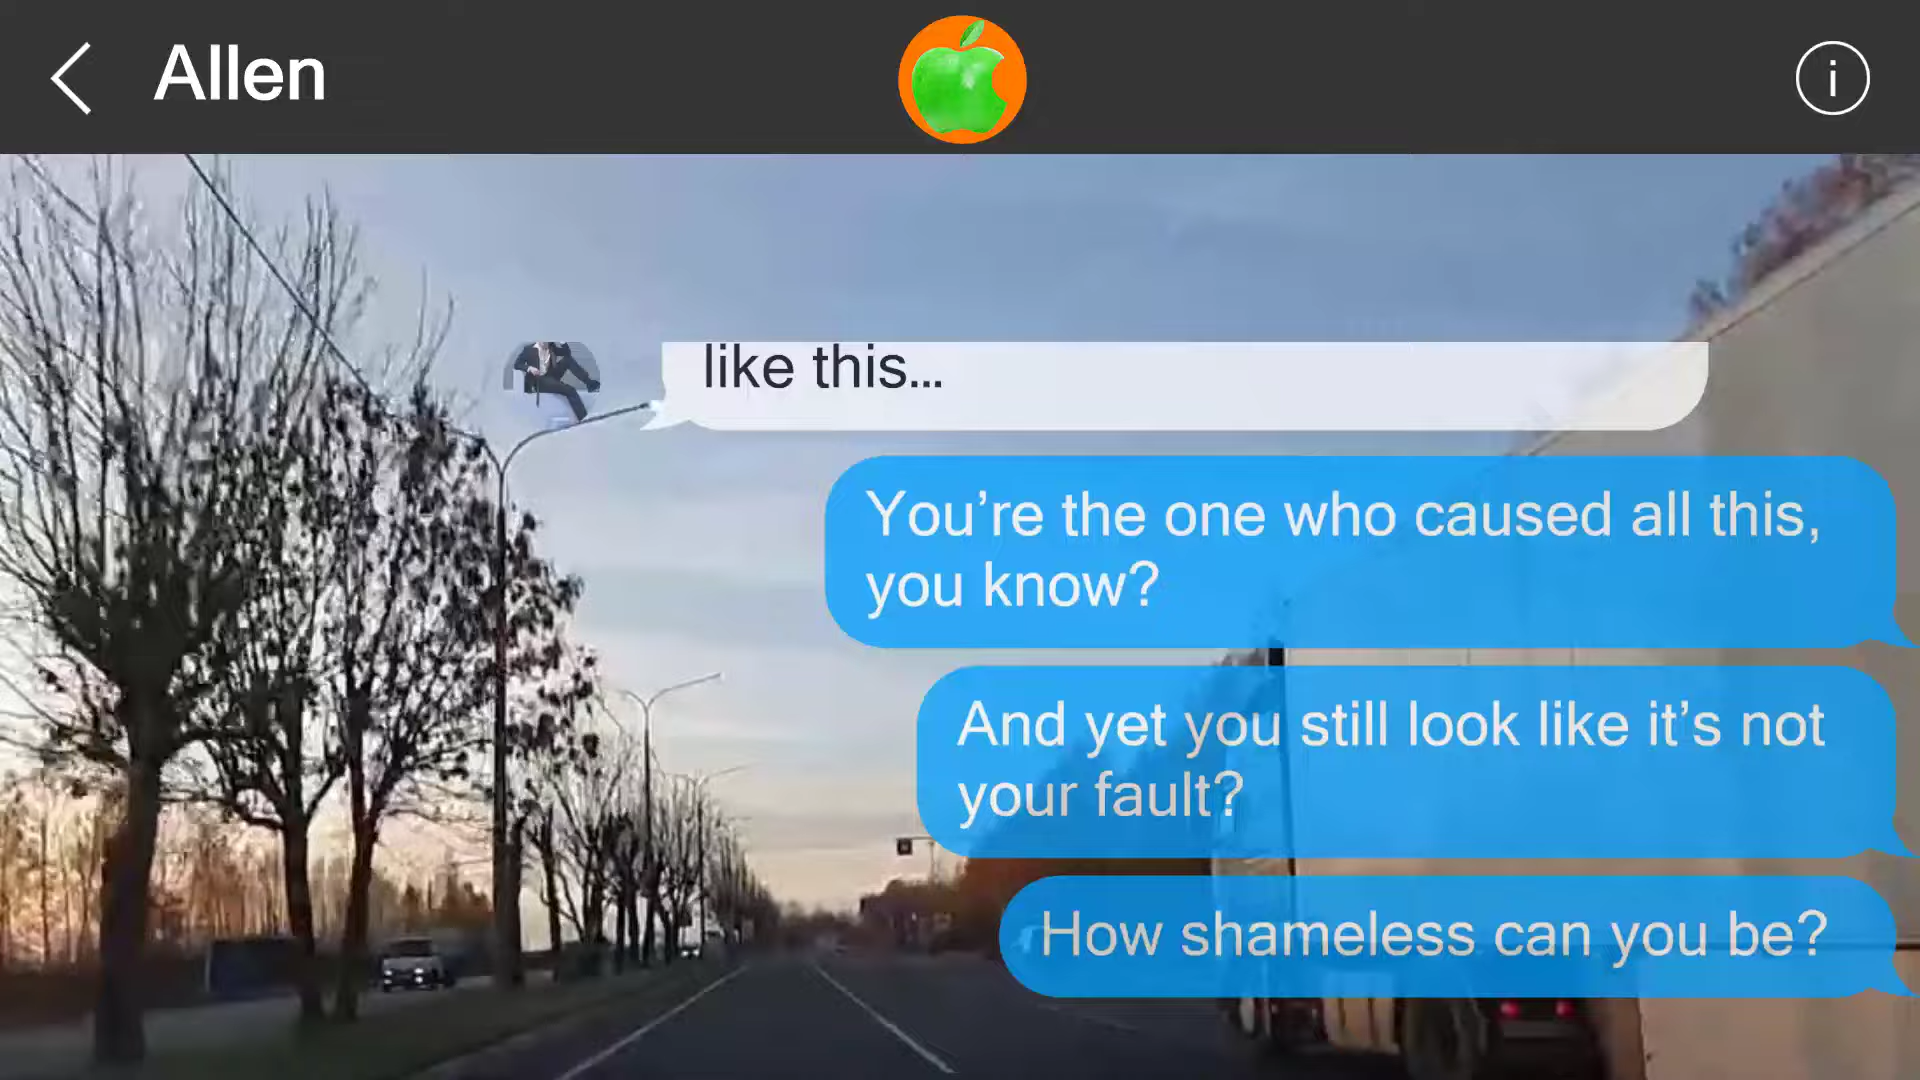 Allen
i
like this...
You’re the one who caused all this,
you know?
And yet you still look like it’s not
your fault?
How shameless can you be?